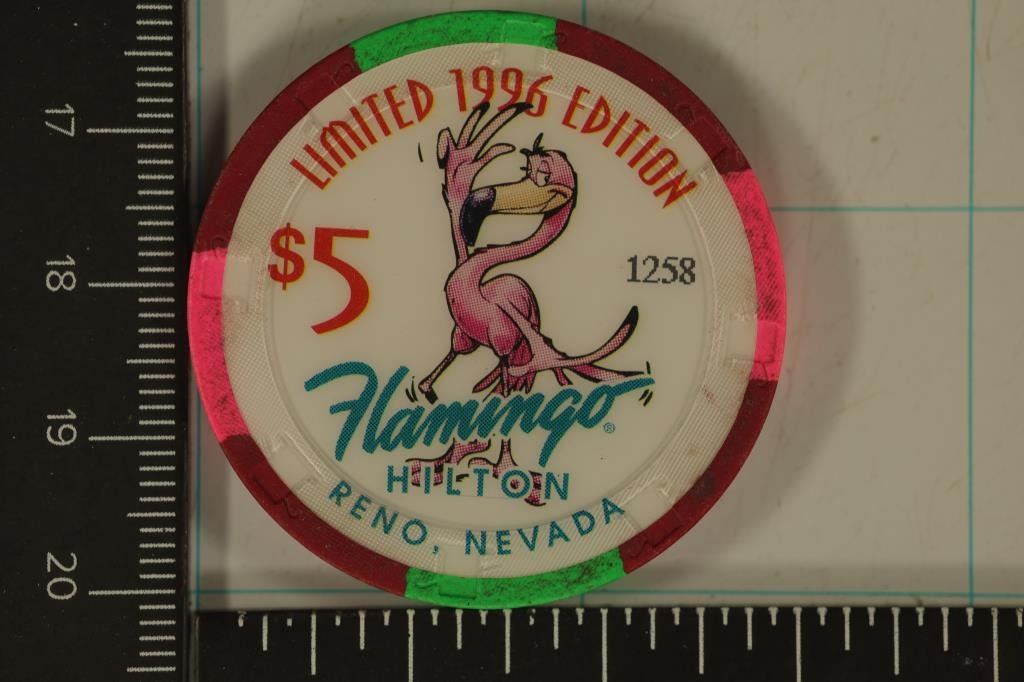 LIMITED 1996 EDITION
$5
1258
Flamingo®
HILTON
RENO, NEVADA
17
18
19
20